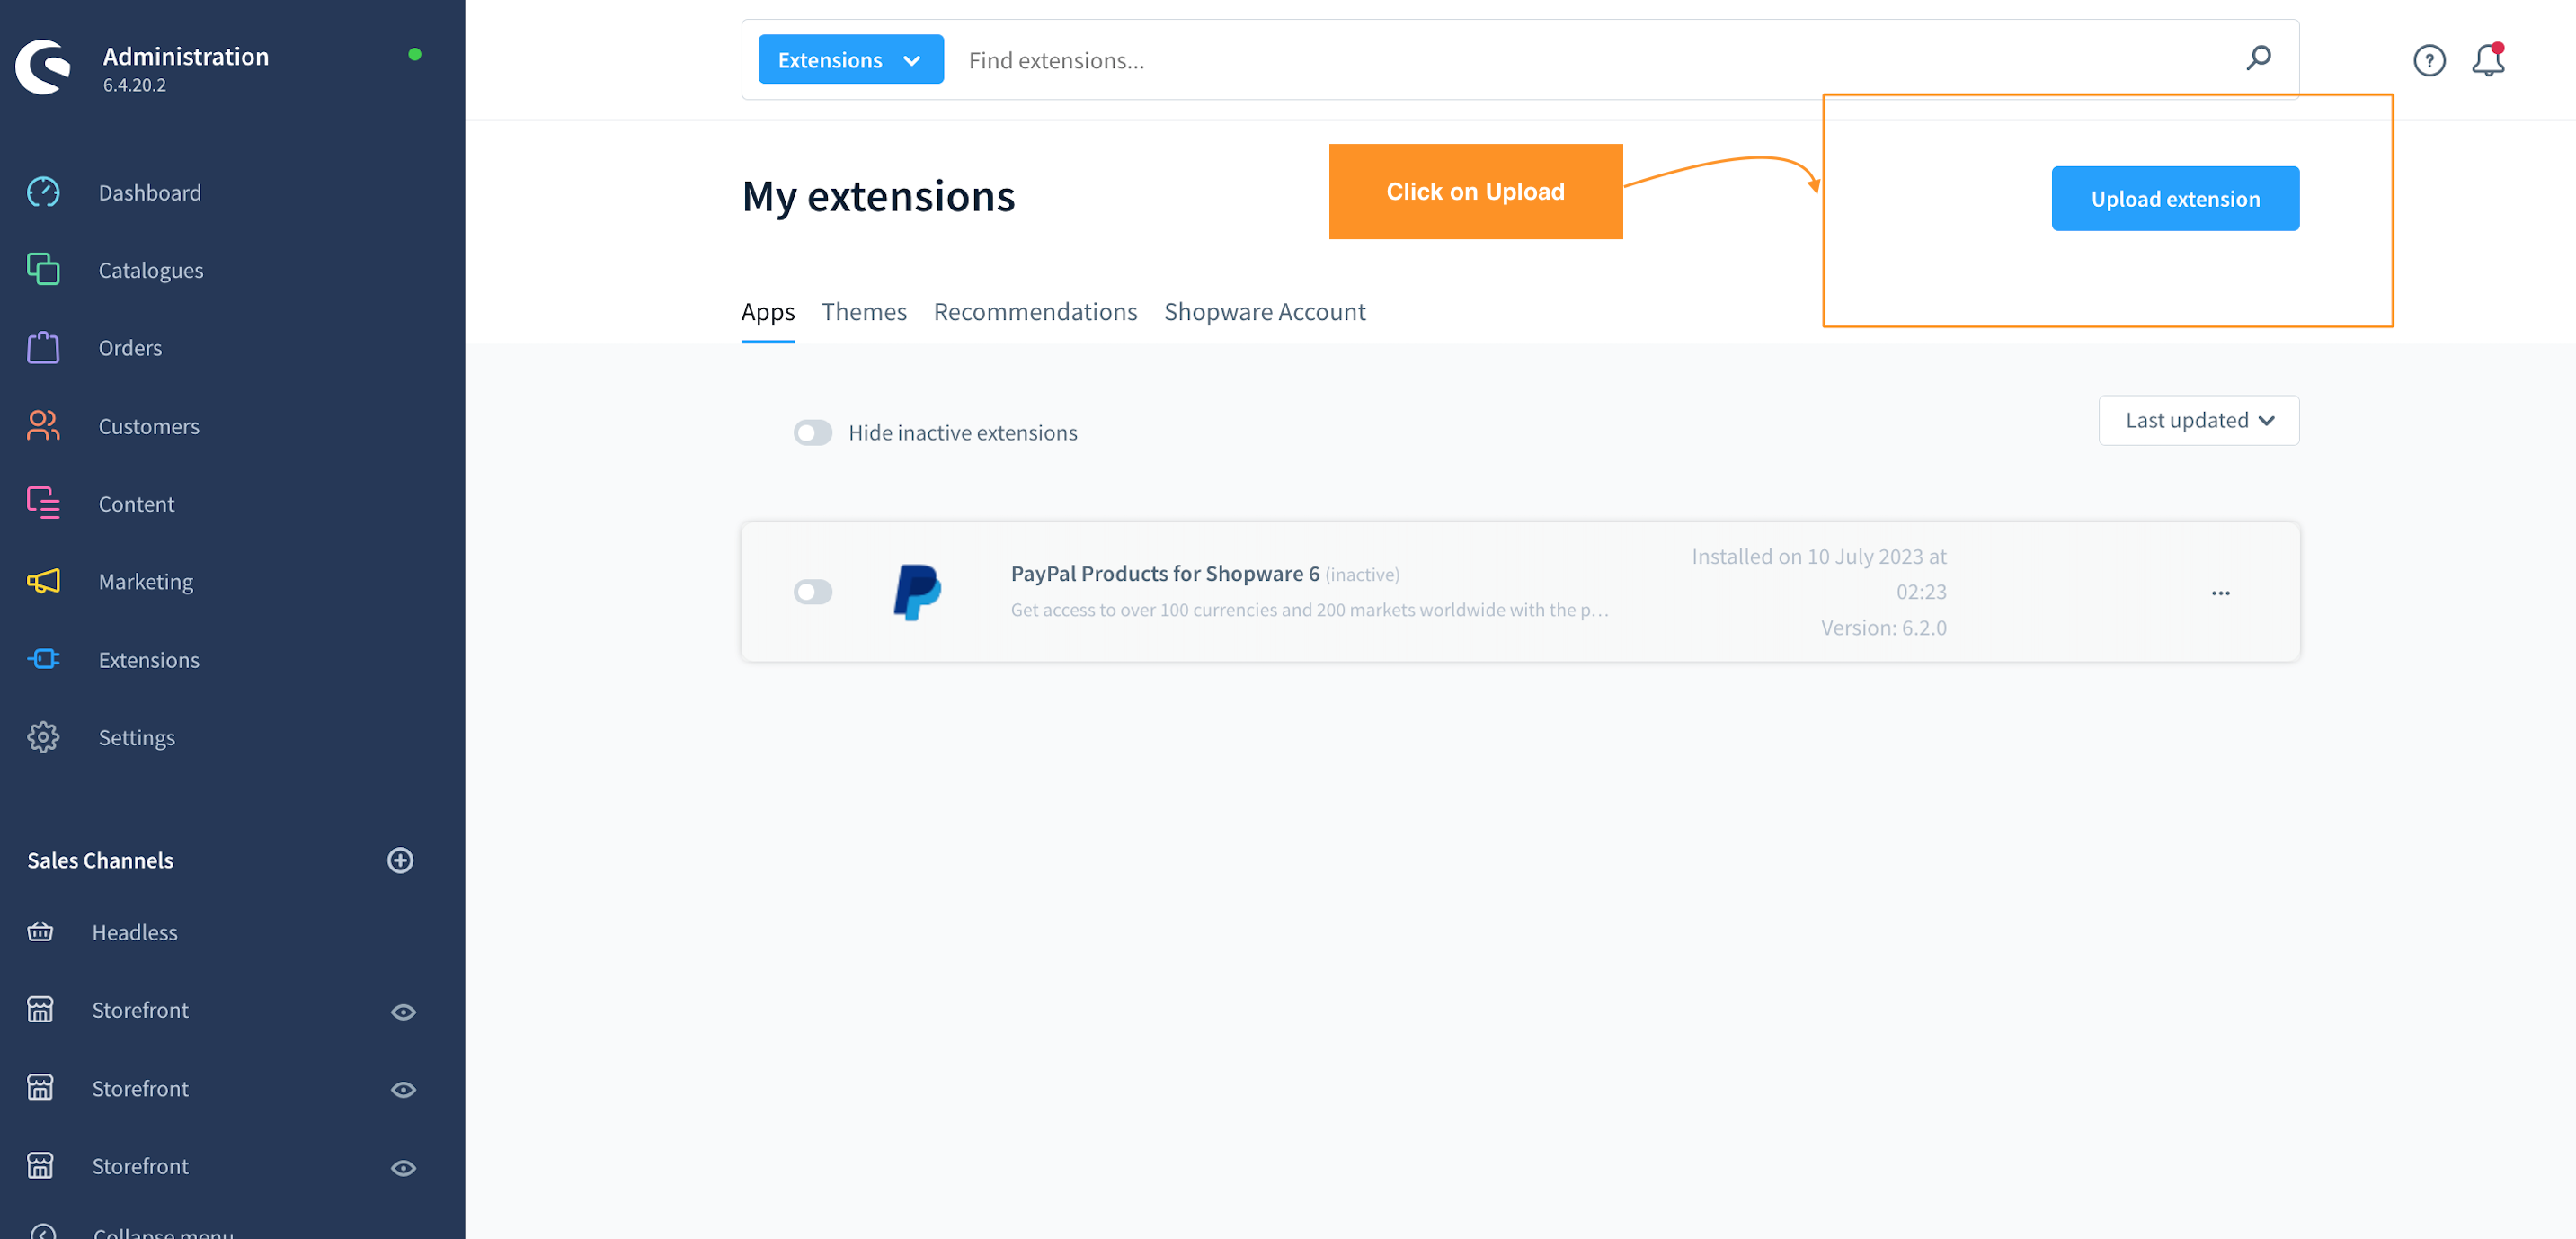 Administration
6.4.20.2
Dashboard
Catalogues
Orders
Customers
Content
Marketing
Extensions
Settings
Sales Channels
Headless
Storefront
Storefront
Storefront
Collapse menu
Extensions
Find extensions...
My extensions
Click on Upload
Upload extension
Apps Themes Recommendations Shopware Account
Hide inactive extensions
Last updated
PayPal Products for Shopware 6 (inactive)
Get access to over 100 currencies and 200 markets worldwide with the p...
Installed on 10 July 2023 at
02:23
Version: 6.2.0